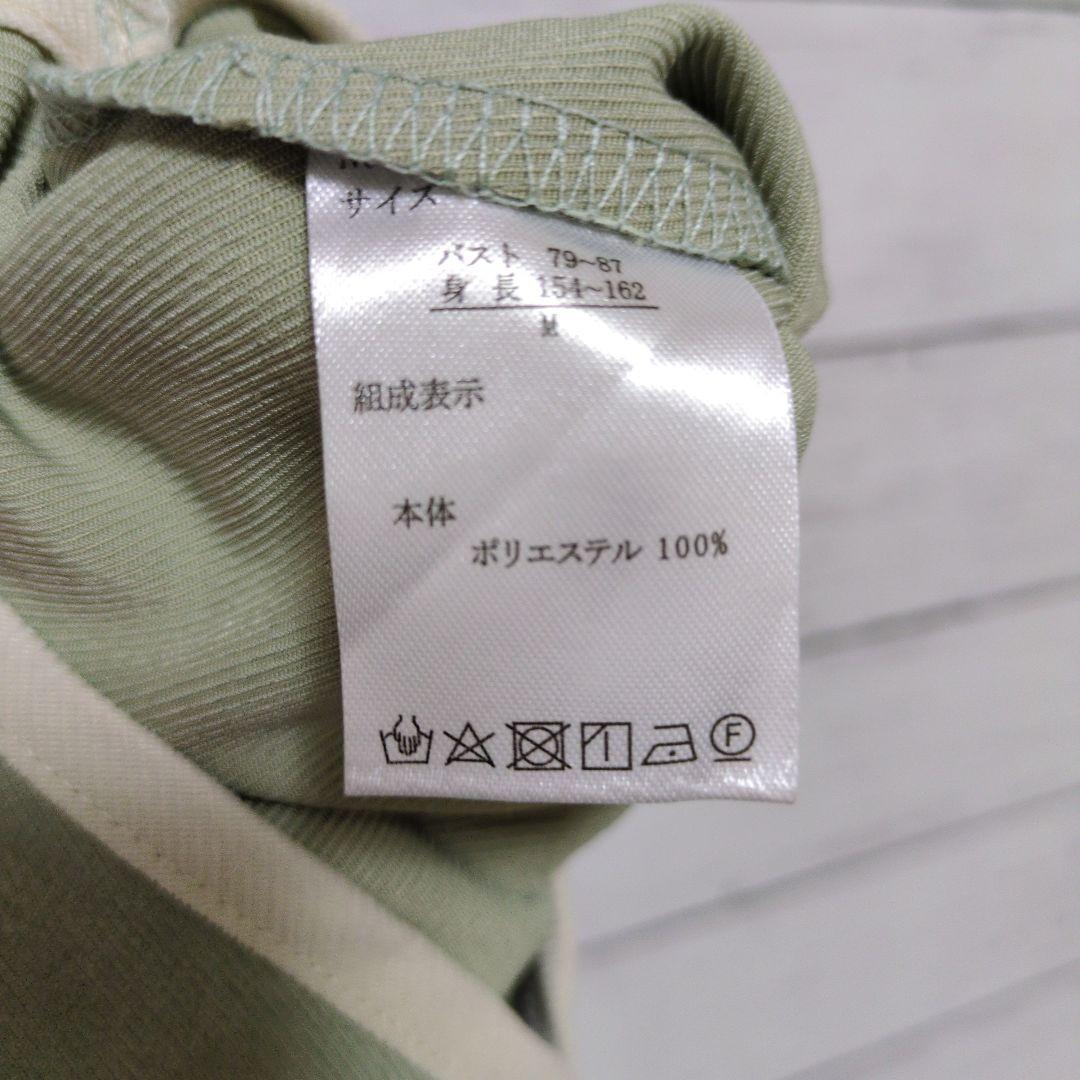 サイズ
バスト 79~87
身長 154~162
M
組成表示
本体
ポリエステル 100%
F